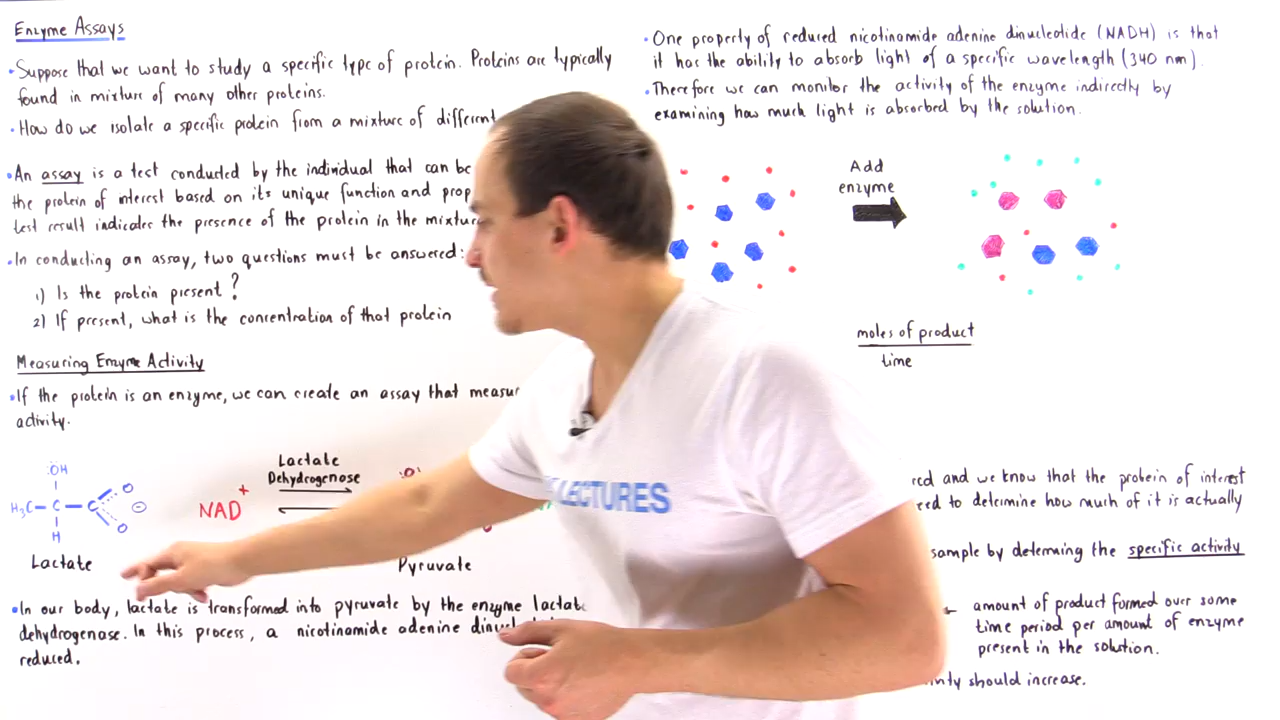 Enzyme Assays
•Suppose that we want to study a specific type of protein. Proteins are typically
found in mixture of many other proteins.
•How do we isolate a specific protein from a mixture of different
•An assay is a test conducted by the individual that can be
the protein of interest based on its unique function and prop
test result indicates the presence of the protein in the mixture
•In conducting an assay, two questions must be answered:
1) Is the protein present?
2) If present, what is the concentration of that protein
Measuring Enzyme Activity
•If the protein is an enzyme, we can create an assay that measur
activity.
:ÖH
H₃C–C–C O O ⊖
H
Lactate
NAD+
Lactate
Dehydrogenase
:O:
Pyruvate
•In our body, lactate is transformed into pyruvate by the enzyme lactate
dehydrogenase. In this process, a nicotinamide adenine
reduced.
•One property of reduced nicotinamide adenine dinucleotide (NADH) is that
it has the ability to absorb light of a specific wavelength (340 nm).
•Therefore we can monitor the activity of the enzyme indirectly by
examining how much light is absorbed by the solution.
Add
enzyme
moles of product
time
LECTURES
red and we know that the protein of interest
need to determine how much of it is actually
sample by determing the specific activity
← amount of product formed over some
time period per amount of enzyme
present in the solution.
ivity should increase.